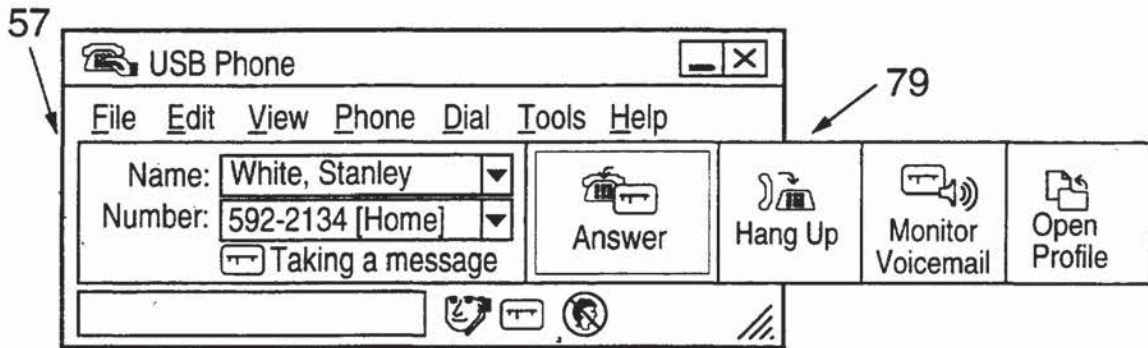 57
USB Phone
79
File Edit View Phone Dial Tools Help
Name: White, Stanley
Number: 592-2134 [Home]
Taking a message
Answer
Hang Up
Monitor
Voicemail
Open
Profile